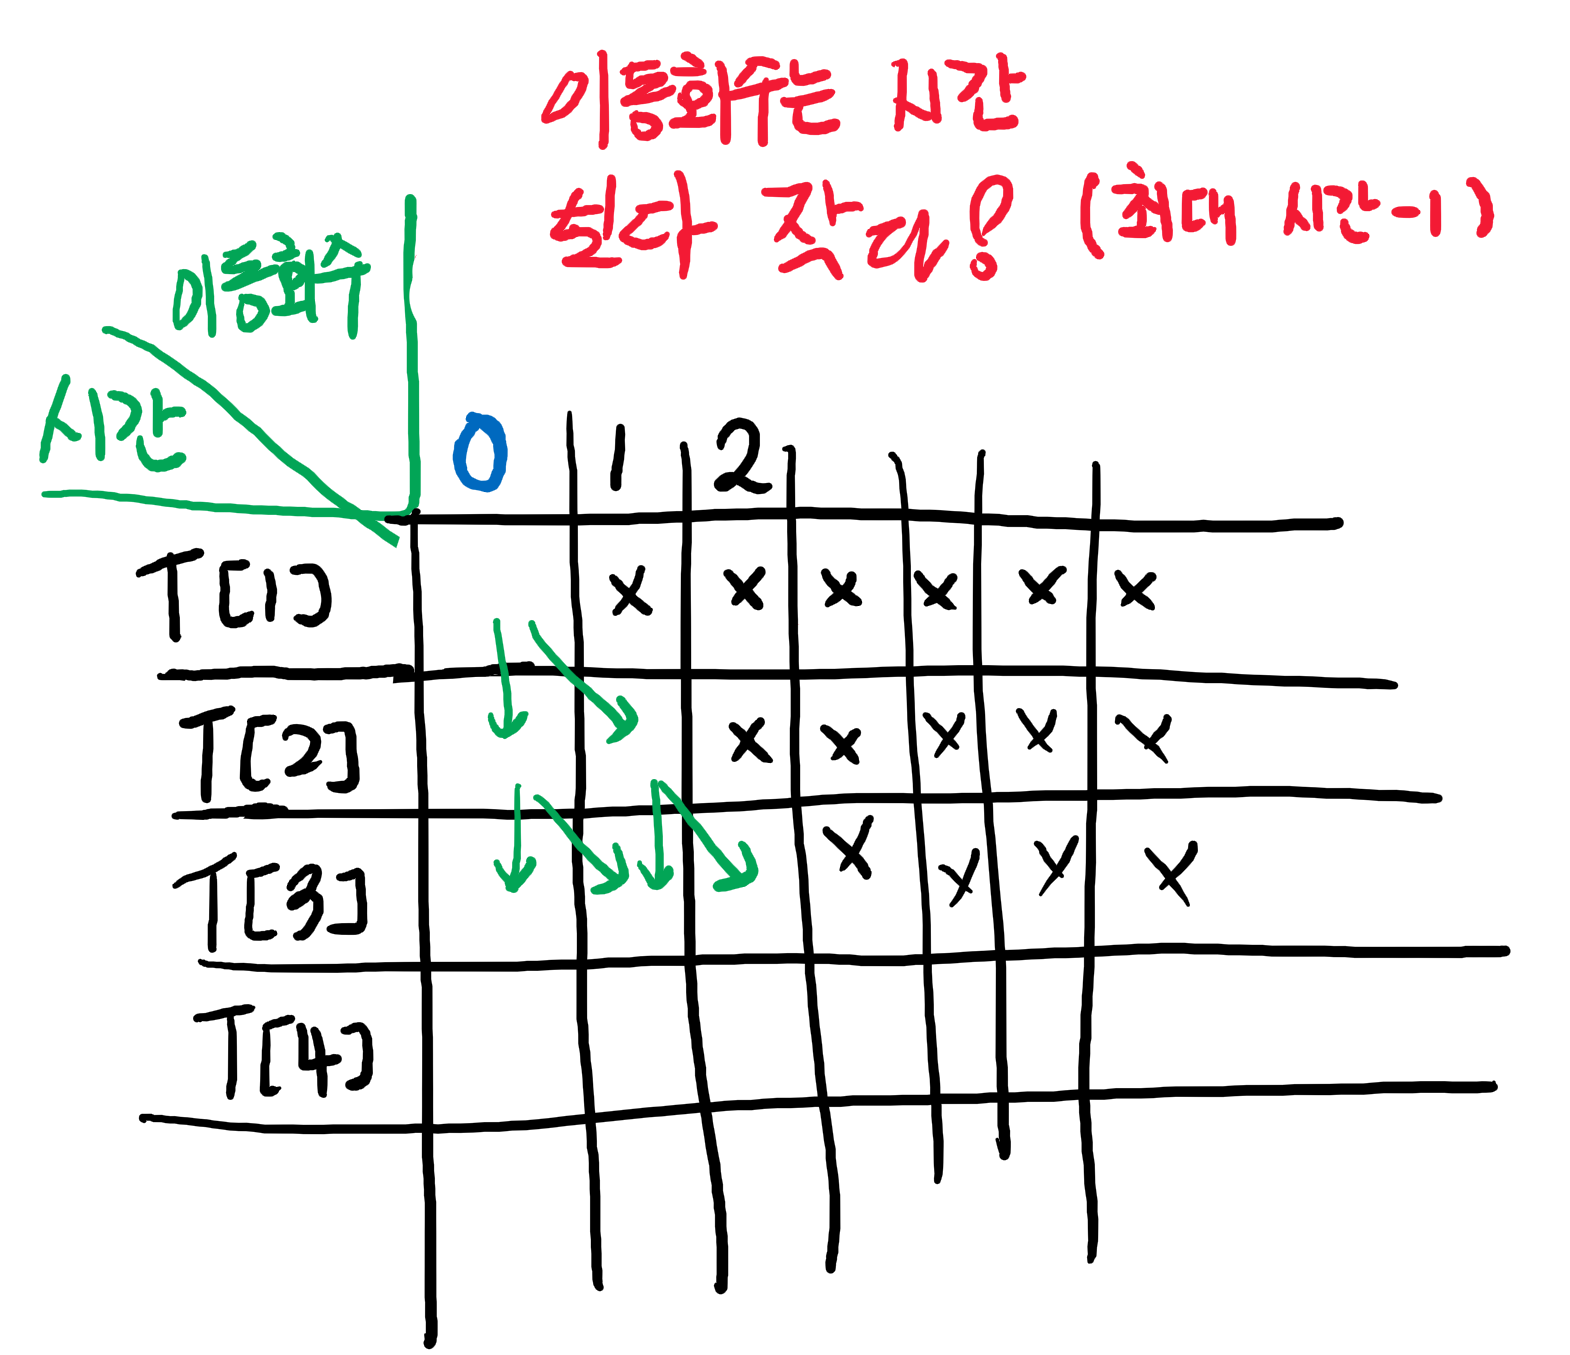 이동회수는 시간
보다 작다! (최대 시간-1)
이동회수
시간
0 1 2
T[1] x x x x x x
T[2] x x x x x
T[3] x x x x
T[4]